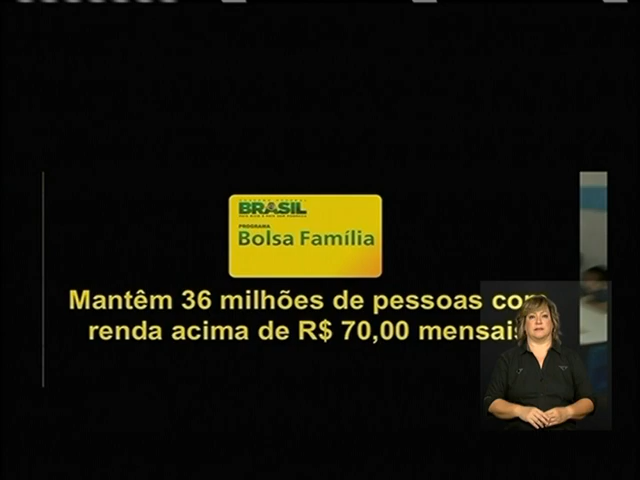 BRASIL
PROGRAMA
Bolsa Família
Mantêm 36 milhões de pessoas com
renda acima de R$ 70,00 mensais